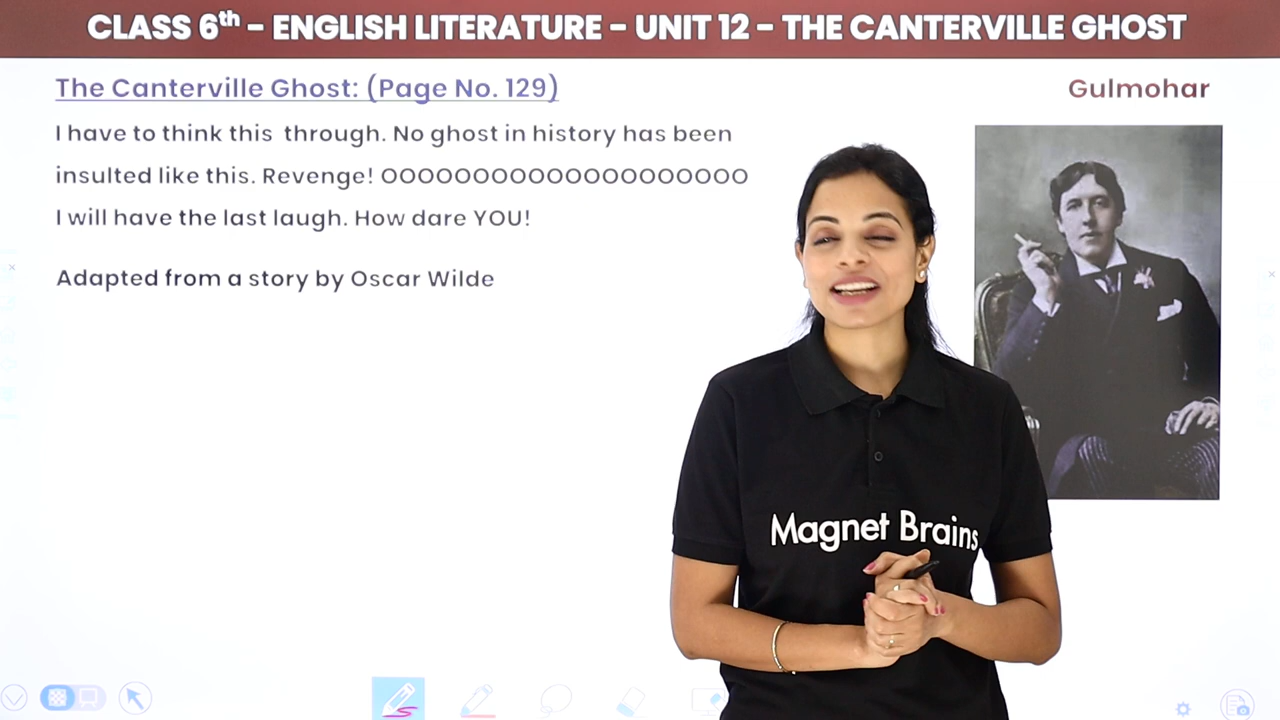 CLASS 6th - ENGLISH LITERATURE - UNIT 12 - THE CANTERVILLE GHOST
The Canterville Ghost: (Page No. 129)
Gulmohar
I have to think this through. No ghost in history has been
insulted like this. Revenge! OOOOOOOOOOOOOOOOOOOO
I will have the last laugh. How dare YOU!
Adapted from a story by Oscar Wilde
Magnet Brains